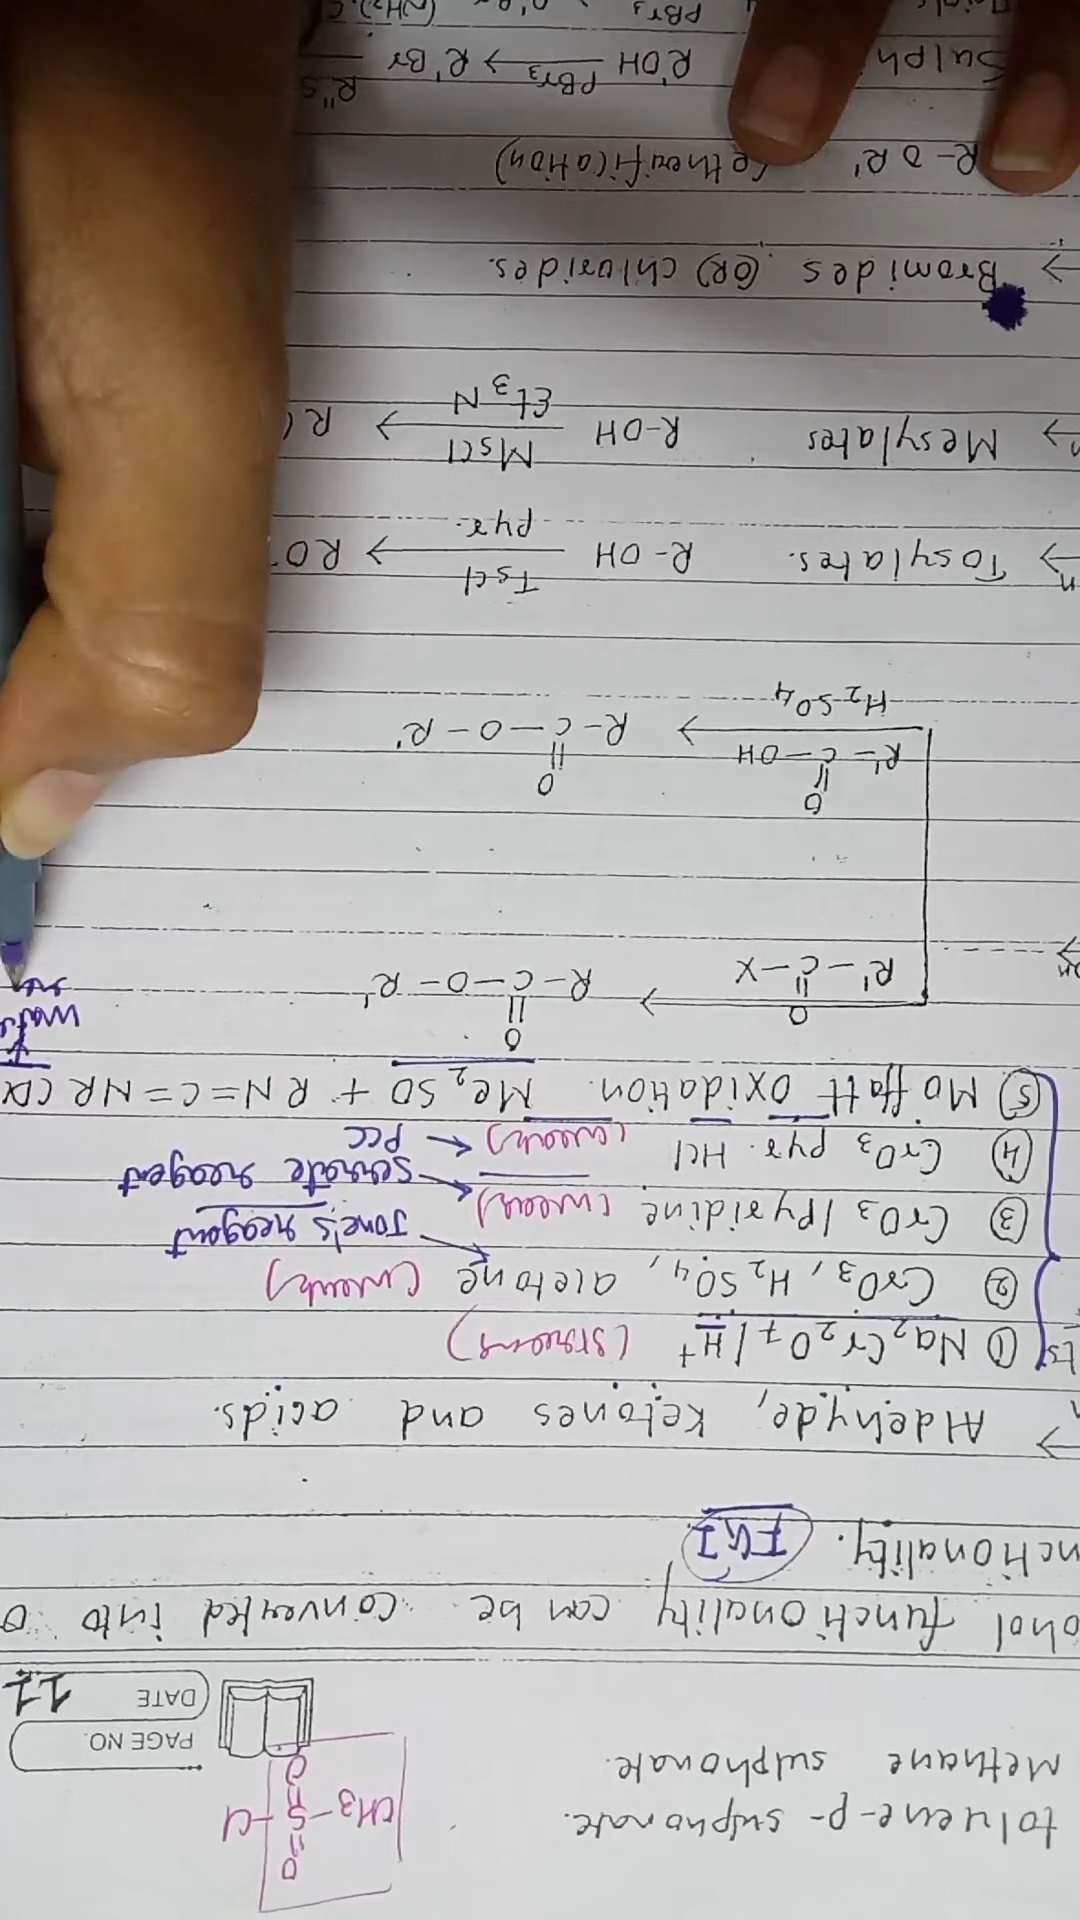 toluene-p-sulphonate.
Methane sulphonate.
O
CH3-S-Cl
O
PAGE NO.
DATE 11
ohol functionality can be converted into o
nctionality. FGI
→ Aldehyde, Ketones and acids.
① Na2Cr2O7/H+ (strong)
② CrO3, H2SO4, acetone (weak)
Jone's reagent
③ CrO3/Pyridine (weak)
④ CrO3 pyr. HCl (weak) ← PCC
⑤ Moffatt oxidation. Me2SO + RN=C=NR
O
R'-C-X
→
O
R-C-O-R'
O
R'-C-OH
H2SO4
→
O
R-C-O-R'
→ Tosylates. R-OH TsCl pyr. → RO
→ Mesylates R-OH MsCl Et3N → R
→ Bromides (OR) chlorides.
R-OR' (etherification)
Sulph R'OH PBr3 → R'Br R"S
PBr3